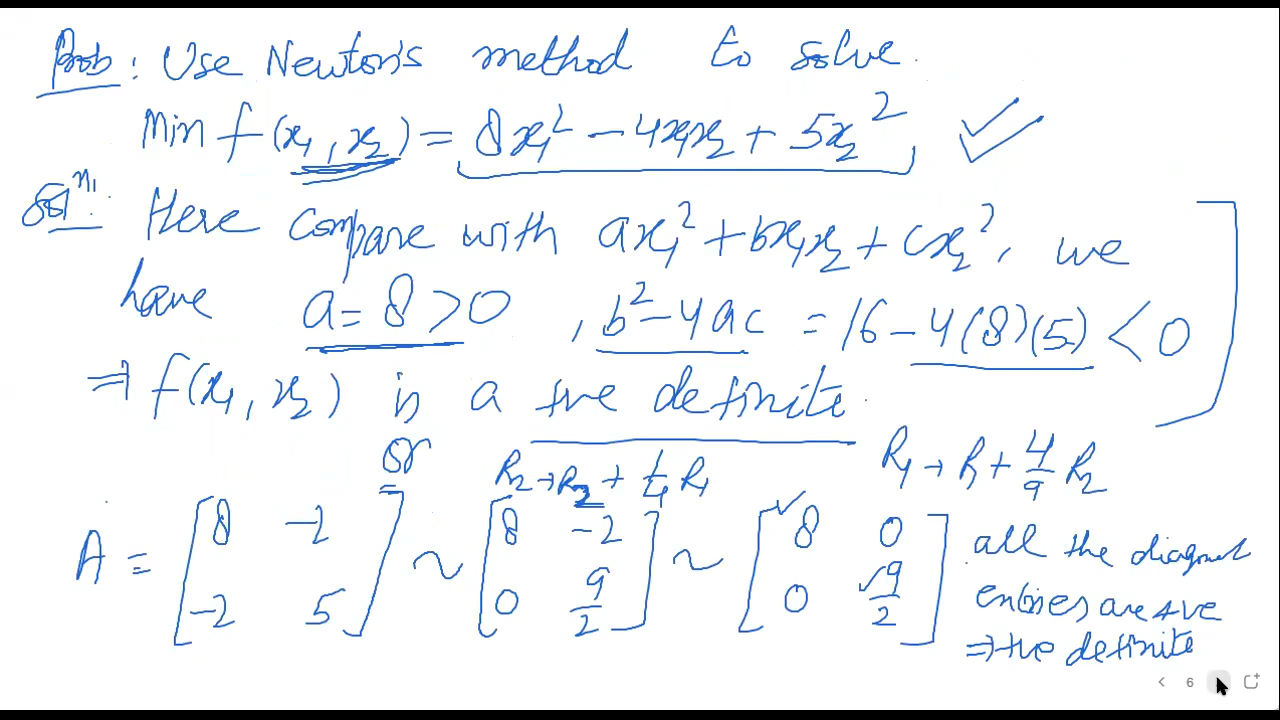 Prob: Use Newton's method to solve
Min f(x₁, x₂) = 8x₁² - 4x₁x₂ + 5x₂²
Solⁿ: Here compare with ax₁² + bx₁x₂ + cx₂², we
have a = 8 > 0, b² - 4ac = 16 - 4(8)(5) < 0
⇒ f(x₁, x₂) is a +ve definite
or
R₂ → R₂ + 1/4 R₁
R₁ → R₁ + 4/9 R₂
A = [8 -2; -2 5] ~ [8 -2; 0 9/2] ~ [8 0; 0 9/2]
all the diagonal
entries are +ve
⇒ +ve definite
6